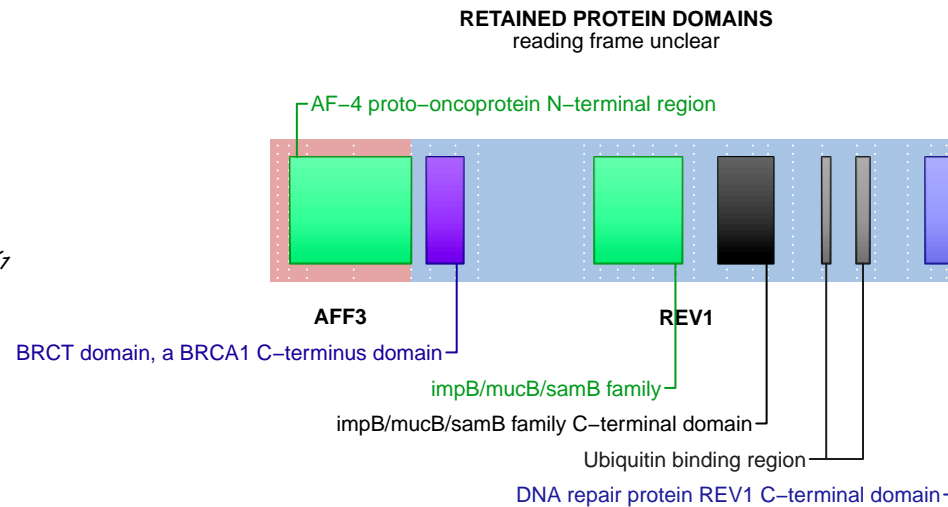 RETAINED PROTEIN DOMAINS
reading frame unclear
AF−4 proto−oncoprotein N−terminal region
AFF3
REV1
BRCT domain, a BRCA1 C−terminus domain
impB/mucB/samB family
impB/mucB/samB family C−terminal domain
Ubiquitin binding region
DNA repair protein REV1 C−terminal domain